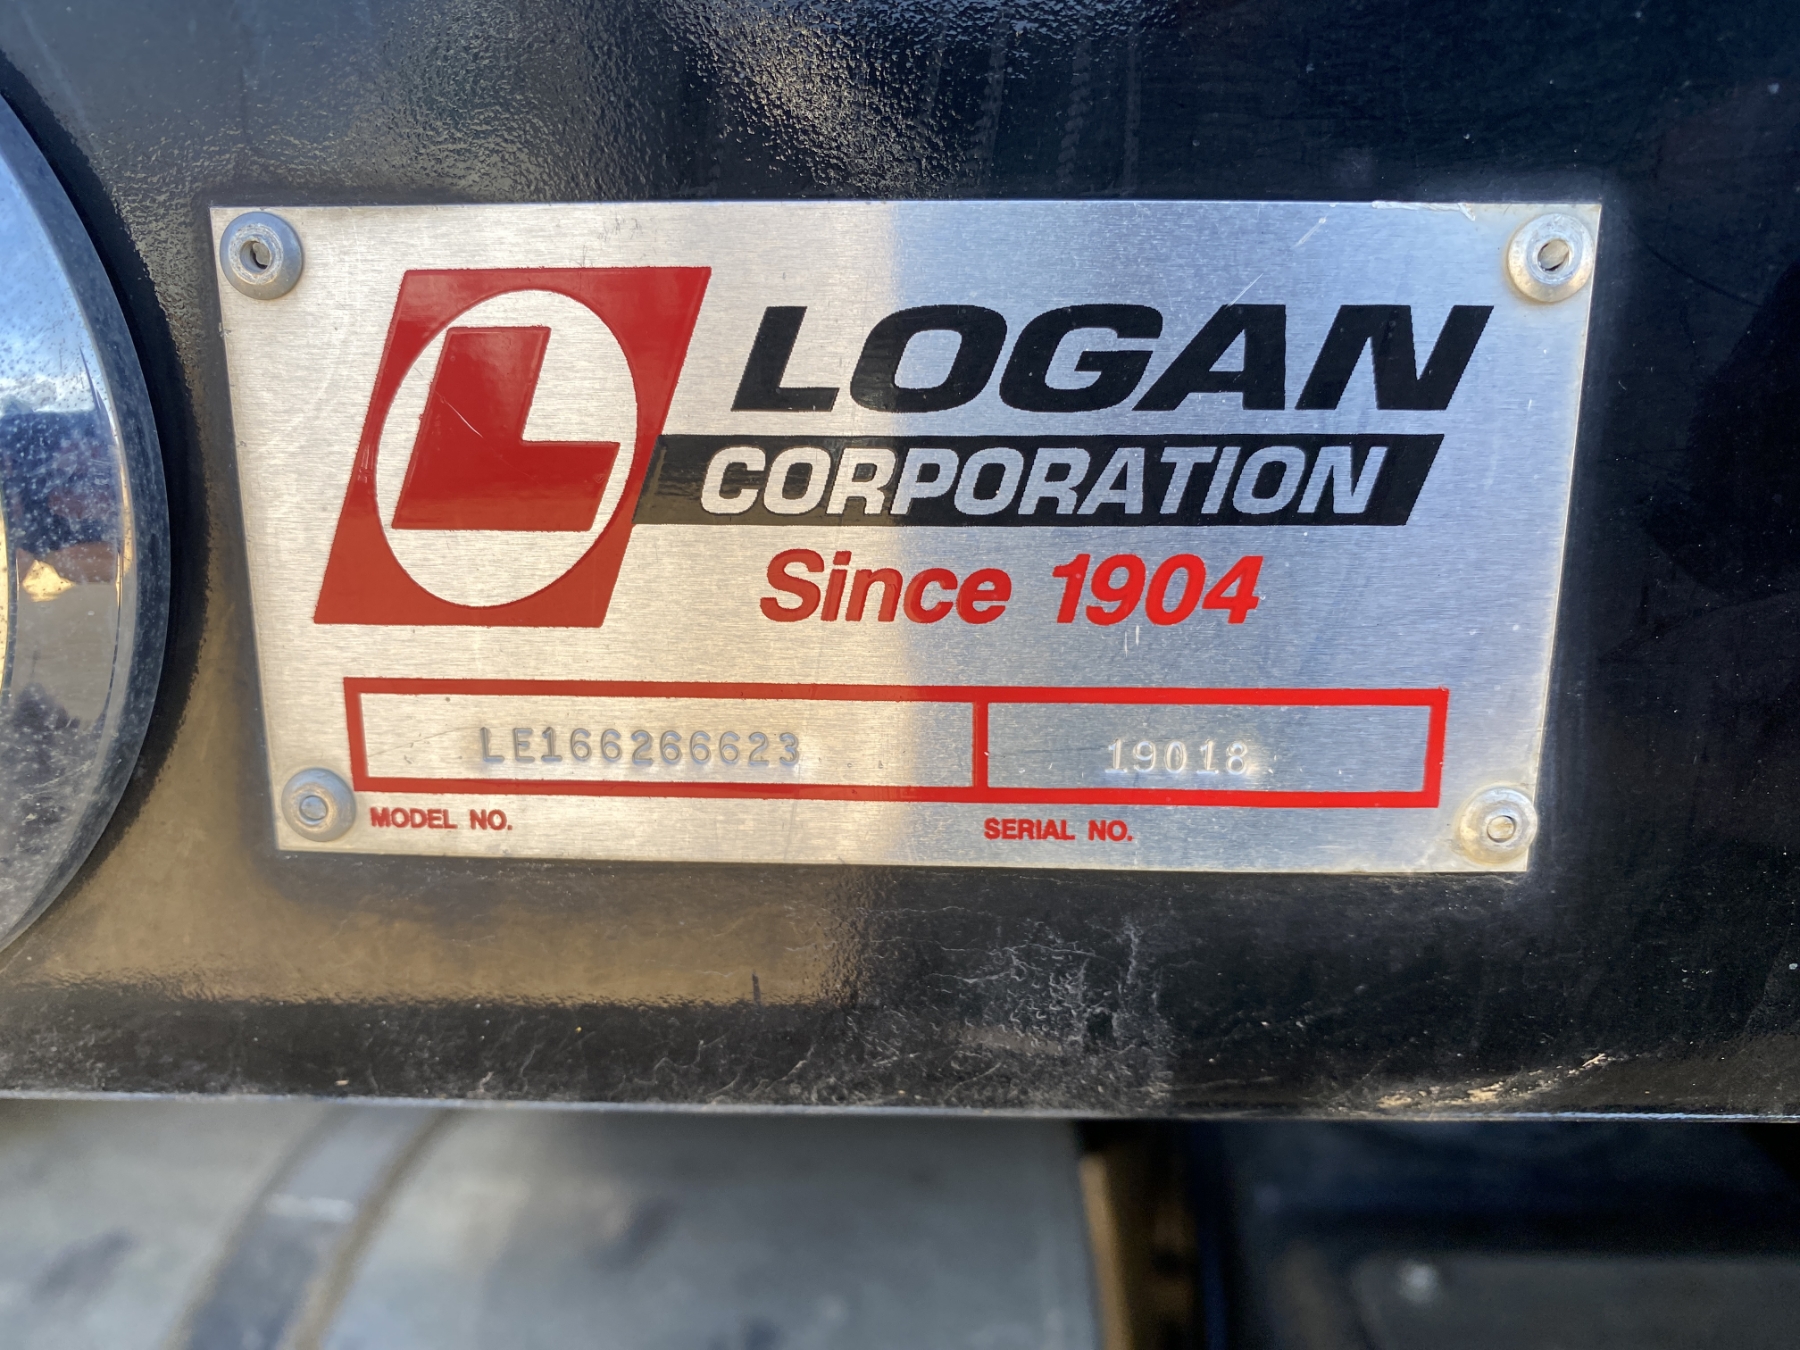 L
LOGAN
CORPORATION
Since 1904
LE166266623 19018
MODEL NO. SERIAL NO.